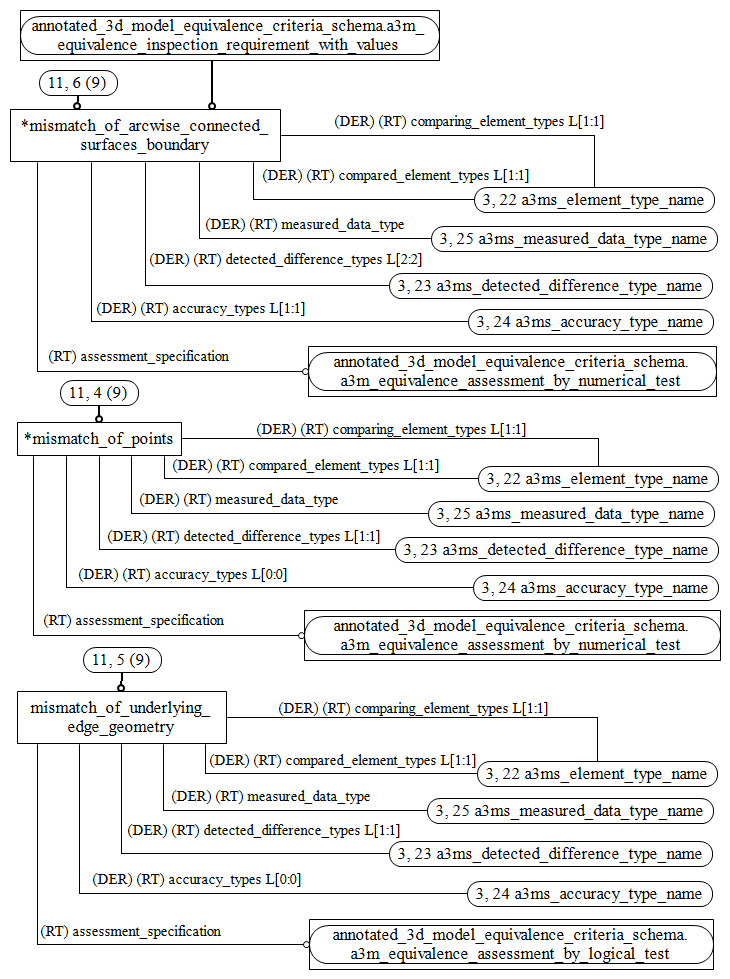 annotated_3d_model_equivalence_criteria_schema.a3m_
equivalence_inspection_requirement_with_values
11, 6 (9)
*mismatch_of_arcwise_connected_
surfaces_boundary
(DER) (RT) comparing_element_types L[1:1]
(DER) (RT) compared_element_types L[1:1]
3, 22 a3ms_element_type_name
(DER) (RT) measured_data_type
3, 25 a3ms_measured_data_type_name
(DER) (RT) detected_difference_types L[2:2]
3, 23 a3ms_detected_difference_type_name
(DER) (RT) accuracy_types L[1:1]
3, 24 a3ms_accuracy_type_name
(RT) assessment_specification
annotated_3d_model_equivalence_criteria_schema.
a3m_equivalence_assessment_by_numerical_test
11, 4 (9)
*mismatch_of_points
(DER) (RT) comparing_element_types L[1:1]
(DER) (RT) compared_element_types L[1:1]
3, 22 a3ms_element_type_name
(DER) (RT) measured_data_type
3, 25 a3ms_measured_data_type_name
(DER) (RT) detected_difference_types L[1:1]
3, 23 a3ms_detected_difference_type_name
(DER) (RT) accuracy_types L[0:0]
3, 24 a3ms_accuracy_type_name
(RT) assessment_specification
annotated_3d_model_equivalence_criteria_schema.
a3m_equivalence_assessment_by_numerical_test
11, 5 (9)
mismatch_of_underlying_
edge_geometry
(DER) (RT) comparing_element_types L[1:1]
(DER) (RT) compared_element_types L[1:1]
3, 22 a3ms_element_type_name
(DER) (RT) measured_data_type
3, 25 a3ms_measured_data_type_name
(DER) (RT) detected_difference_types L[1:1]
3, 23 a3ms_detected_difference_type_name
(DER) (RT) accuracy_types L[0:0]
3, 24 a3ms_accuracy_type_name
(RT) assessment_specification
annotated_3d_model_equivalence_criteria_schema.
a3m_equivalence_assessment_by_logical_test